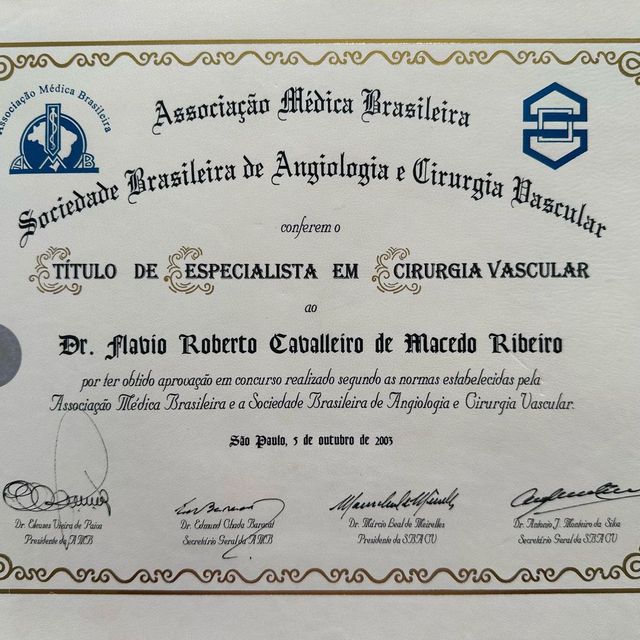 Associação Médica Brasileira
AMB
Associação Médica Brasileira
Sociedade Brasileira de Angiologia e Cirurgia Vascular
conferem o
TÍTULO DE ESPECIALISTA EM CIRURGIA VASCULAR
ao
Dr. Flavio Roberto Cavalleiro de Macedo Ribeiro
por ter obtido aprovação em concurso realizado segundo as normas estabelecidas pela
Associação Médica Brasileira e a Sociedade Brasileira de Angiologia e Cirurgia Vascular.
São Paulo, 3 de outubro de 2003
Dr. Eleuses Vieira de Paiva
Presidente da AMB
Dr. Edmund Chada Baracat
Secretário Geral da AMB
Dr. Márcio Leal de Meirelles
Presidente da SBACV
Dr. Antonio J. Monteiro da Silva
Secretário Geral da SBACV